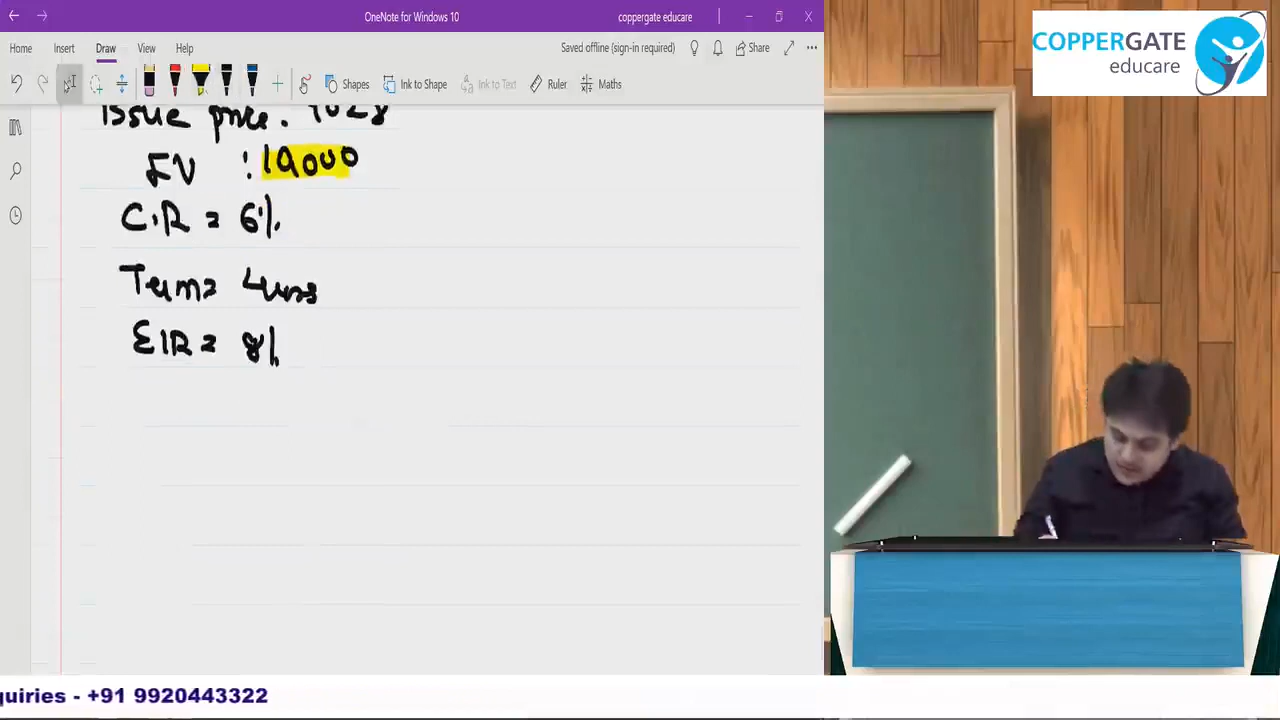 OneNote for Windows 10
coppergate educare
Home Insert Draw View Help
Saved offline (sign-in required)
Share
Shapes
Ink to Shape
Ink to Text
Ruler
Maths
Issue price.
FV : 10000
C.R = 6%
Term = 4yrs
EIR = 8%
COPPERGATE
educare
quiries - +91 9920443322